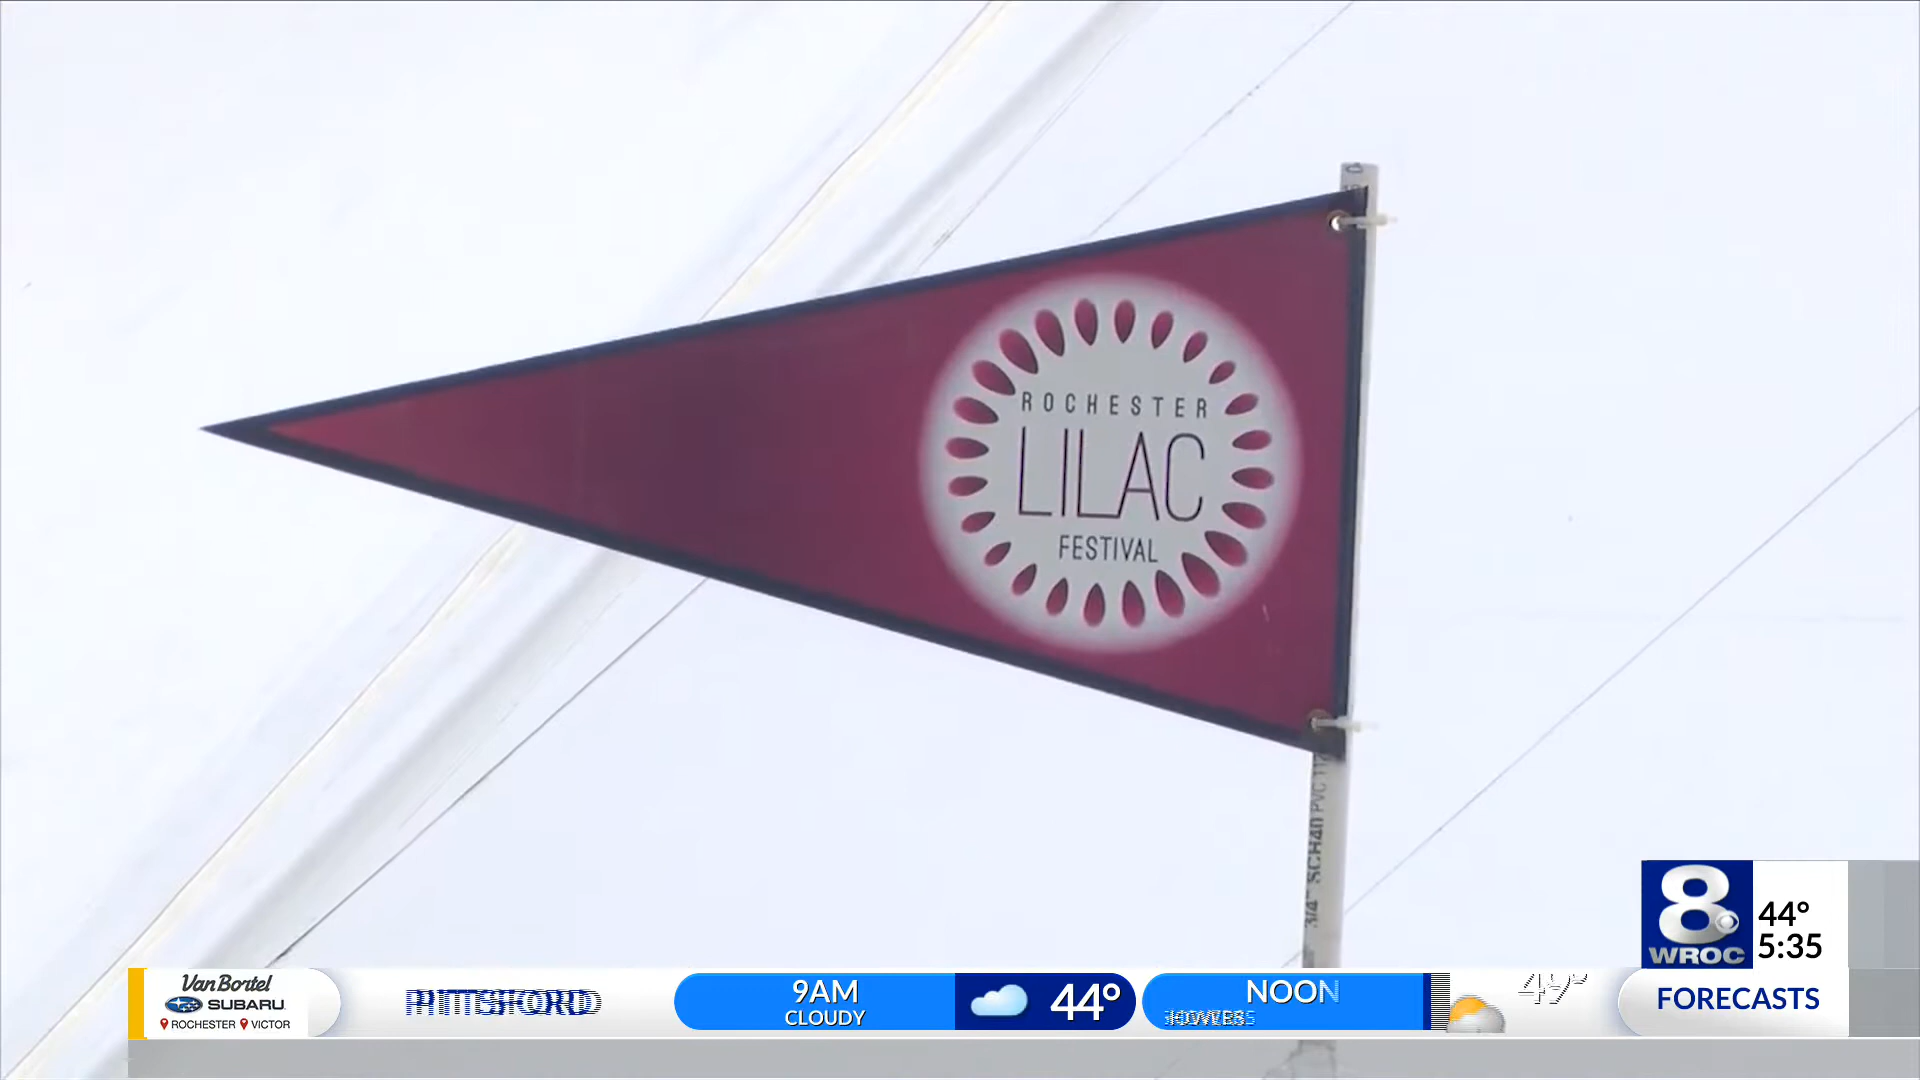 ROCHESTER
LILAC
FESTIVAL
3/4" SCH40 PVC
8
WROC
44°
5:35
Van Bortel
SUBARU
ROCHESTER VICTOR
PITTSFORD
9AM
CLOUDY
44°
NOON
49°
FORECASTS